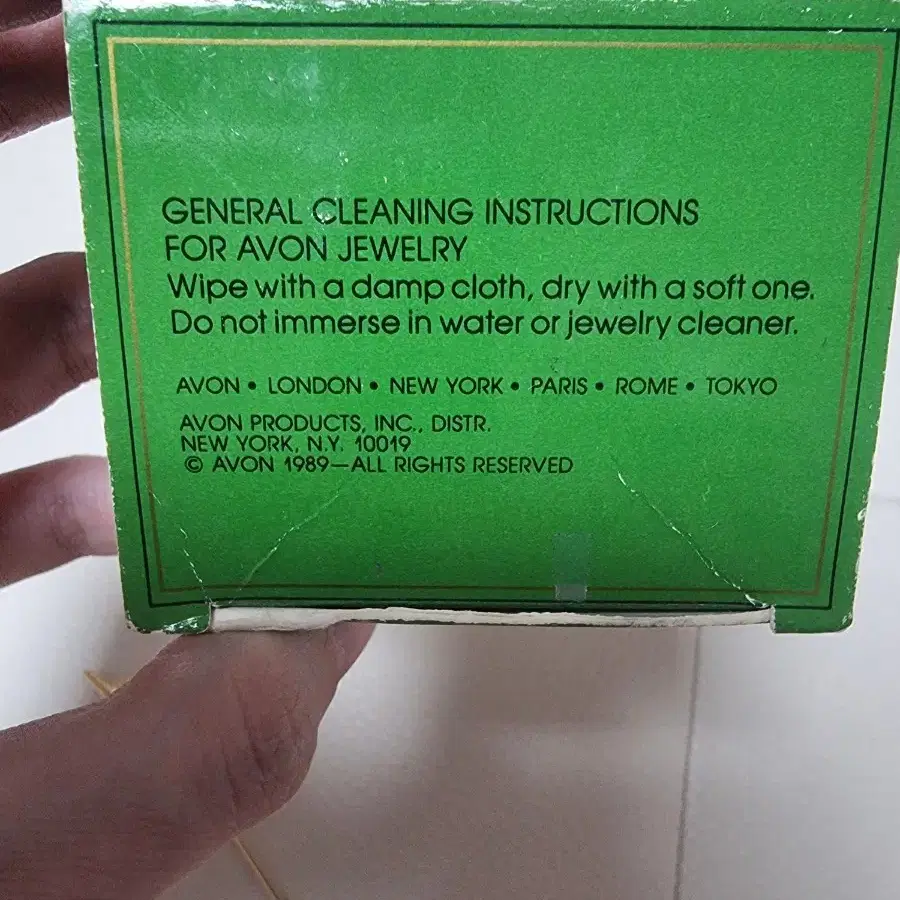 GENERAL CLEANING INSTRUCTIONS
FOR AVON JEWELRY
Wipe with a damp cloth, dry with a soft one.
Do not immerse in water or jewelry cleaner.
AVON • LONDON • NEW YORK • PARIS • ROME • TOKYO
AVON PRODUCTS, INC., DISTR.
NEW YORK, N.Y. 10019
© AVON 1989—ALL RIGHTS RESERVED